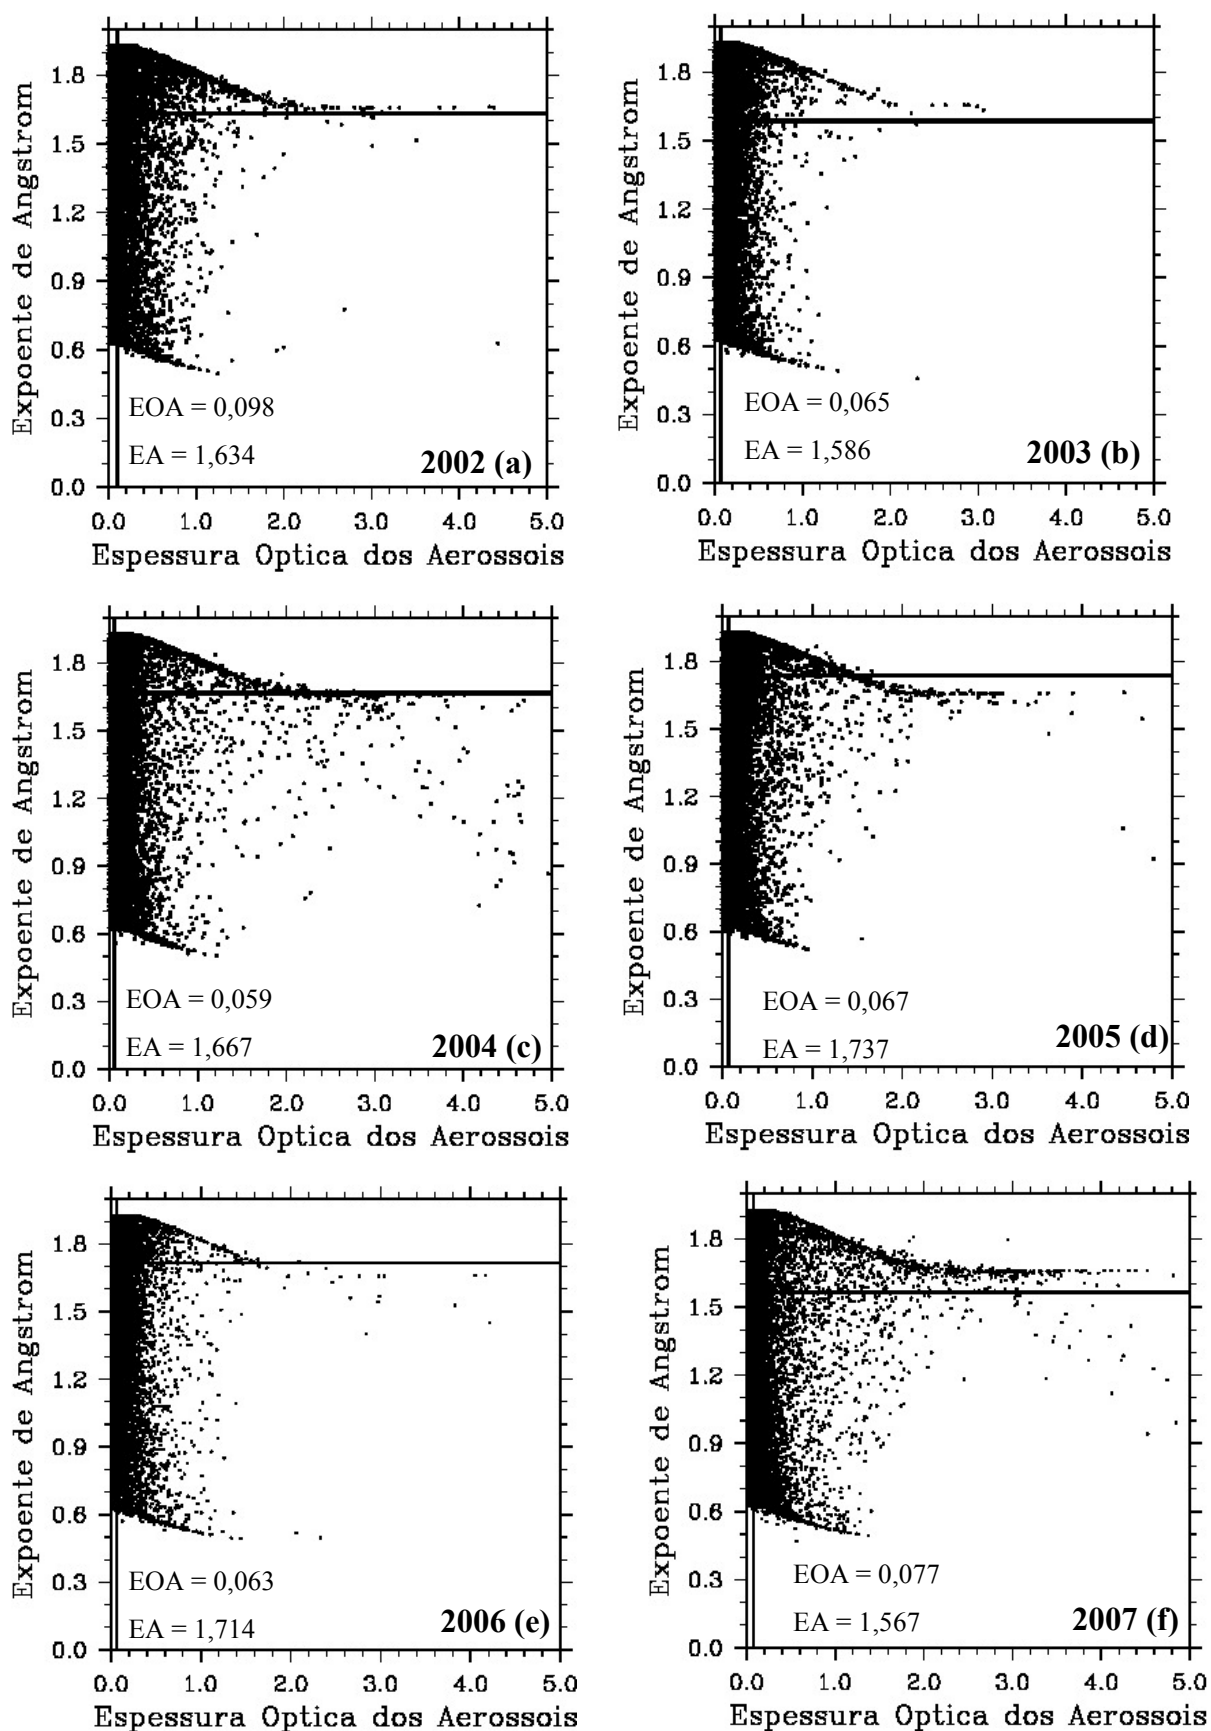 Expoente de Angstrom
1.8
1.5
1.2
0.9
0.6
0.3
0.0
EOA = 0,098
EA = 1,634
2002 (a)
0.0 1.0 2.0 3.0 4.0 5.0
Espessura Optica dos Aerossois
Expoente de Angstrom
1.8
1.5
1.2
0.9
0.6
0.3
0.0
EOA = 0,065
EA = 1,586
2003 (b)
0.0 1.0 2.0 3.0 4.0 5.0
Espessura Optica dos Aerossois
Expoente de Angstrom
1.8
1.5
1.2
0.9
0.6
0.3
0.0
EOA = 0,059
EA = 1,667
2004 (c)
0.0 1.0 2.0 3.0 4.0 5.0
Espessura Optica dos Aerossois
Expoente de Angstrom
1.8
1.5
1.2
0.9
0.6
0.3
0.0
EOA = 0,067
EA = 1,737
2005 (d)
0.0 1.0 2.0 3.0 4.0 5.0
Espessura Optica dos Aerossois
Expoente de Angstrom
1.8
1.5
1.2
0.9
0.6
0.3
0.0
EOA = 0,063
EA = 1,714
2006 (e)
0.0 1.0 2.0 3.0 4.0 5.0
Espessura Optica dos Aerossois
Expoente de Angstrom
1.8
1.5
1.2
0.9
0.6
0.3
0.0
EOA = 0,077
EA = 1,567
2007 (f)
0.0 1.0 2.0 3.0 4.0 5.0
Espessura Optica dos Aerossois